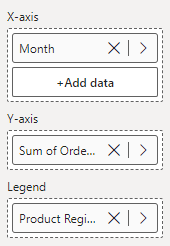 X-axis
Month
+Add data
Y-axis
Sum of Orde...
Legend
Product Regi...